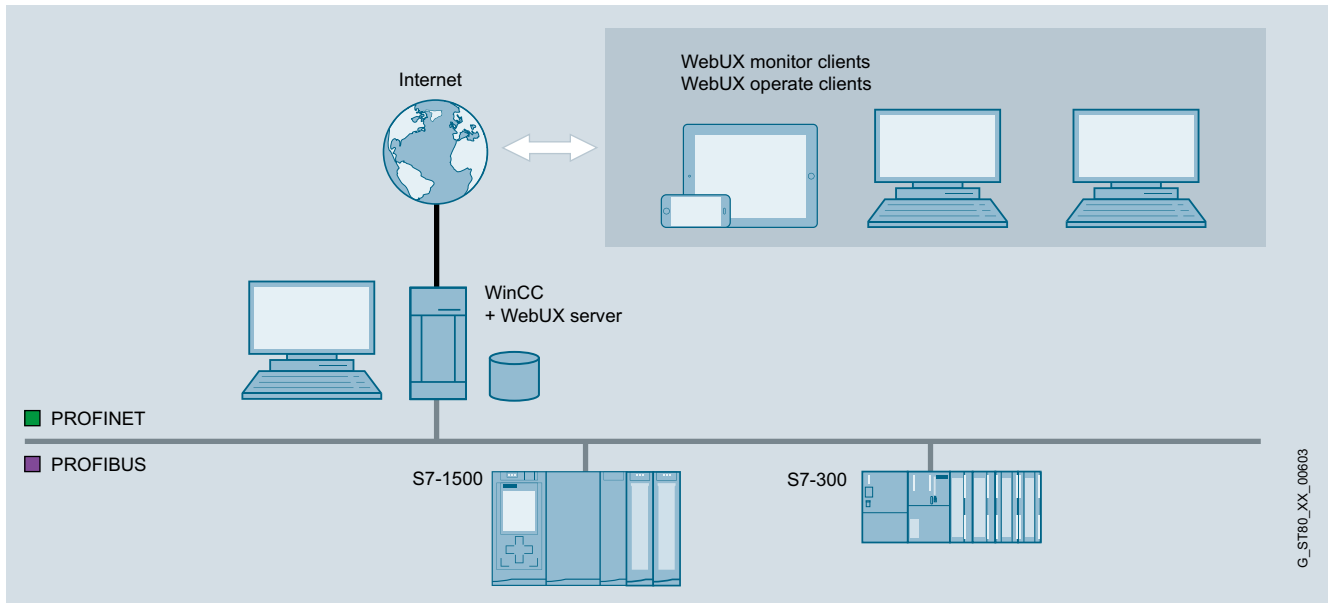 Internet
WebUX monitor clients
WebUX operate clients
WinCC
+ WebUX server
PROFINET
PROFIBUS
S7-1500
S7-300
G_ST80_XX_00603